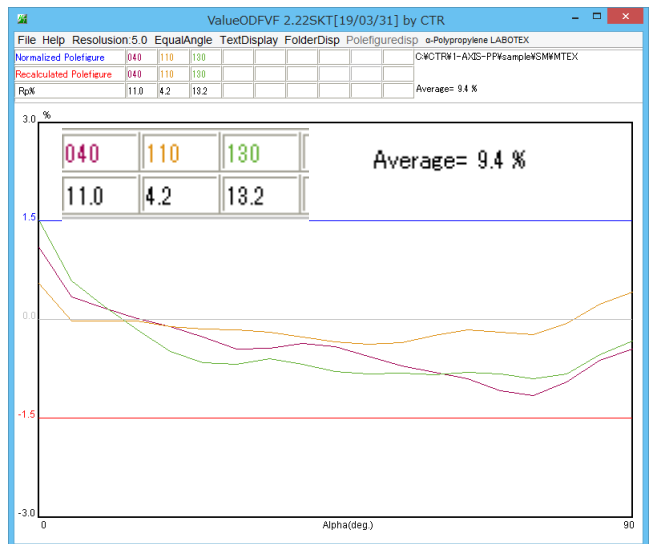 ValueODFVF 2.22SKT[19/03/31] by CTR
File Help Resolusion:5.0 EqualAngle TextDisplay FolderDisp Polefiguredisp α-Polypropylene LABOTEX
Normalized Polefigure 040 110 130 C:¥CTR¥1-AXIS-PP¥sample¥SM¥MTEX
Recalculated Polefigure 040 110 130
Rp% 11.0 4.2 13.2 Average= 9.4 %
3.0 %
040 110 130 Average= 9.4 %
11.0 4.2 13.2
1.5
0.0
-1.5
-3.0
0 Alpha(deg.) 90